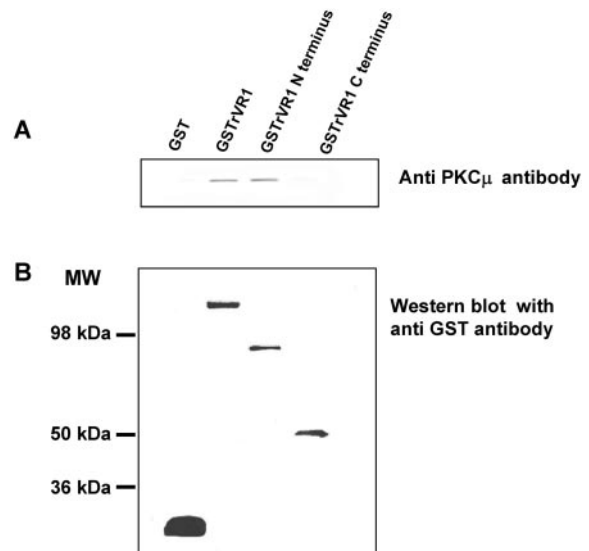 GST
GSTrVR1
GSTrVR1 N terminus
GSTrVR1 C terminus
A
Anti PKCμ antibody
B
MW
Western blot with
anti GST antibody
98 kDa
50 kDa
36 kDa